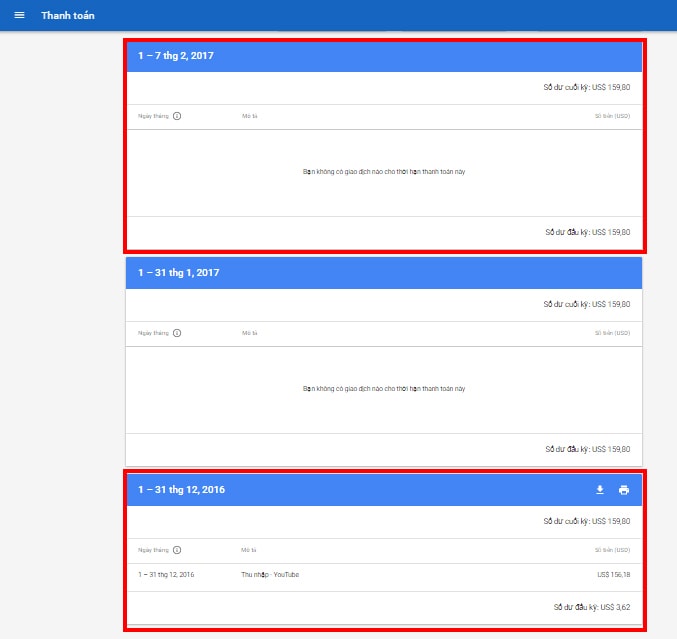 Thanh toán
1 – 7 thg 2, 2017
Số dư cuối kỳ: US$ 159,80
Ngày tháng Mô tả Số tiền (USD)
Bạn không có giao dịch nào cho thời hạn thanh toán này
Số dư đầu kỳ: US$ 159,80
1 – 31 thg 1, 2017
Số dư cuối kỳ: US$ 159,80
Ngày tháng Mô tả Số tiền (USD)
Bạn không có giao dịch nào cho thời hạn thanh toán này
Số dư đầu kỳ: US$ 159,80
1 – 31 thg 12, 2016
Số dư cuối kỳ: US$ 159,80
Ngày tháng Mô tả Số tiền (USD)
1 – 31 thg 12, 2016 Thu nhập - YouTube US$ 156,18
Số dư đầu kỳ: US$ 3,62